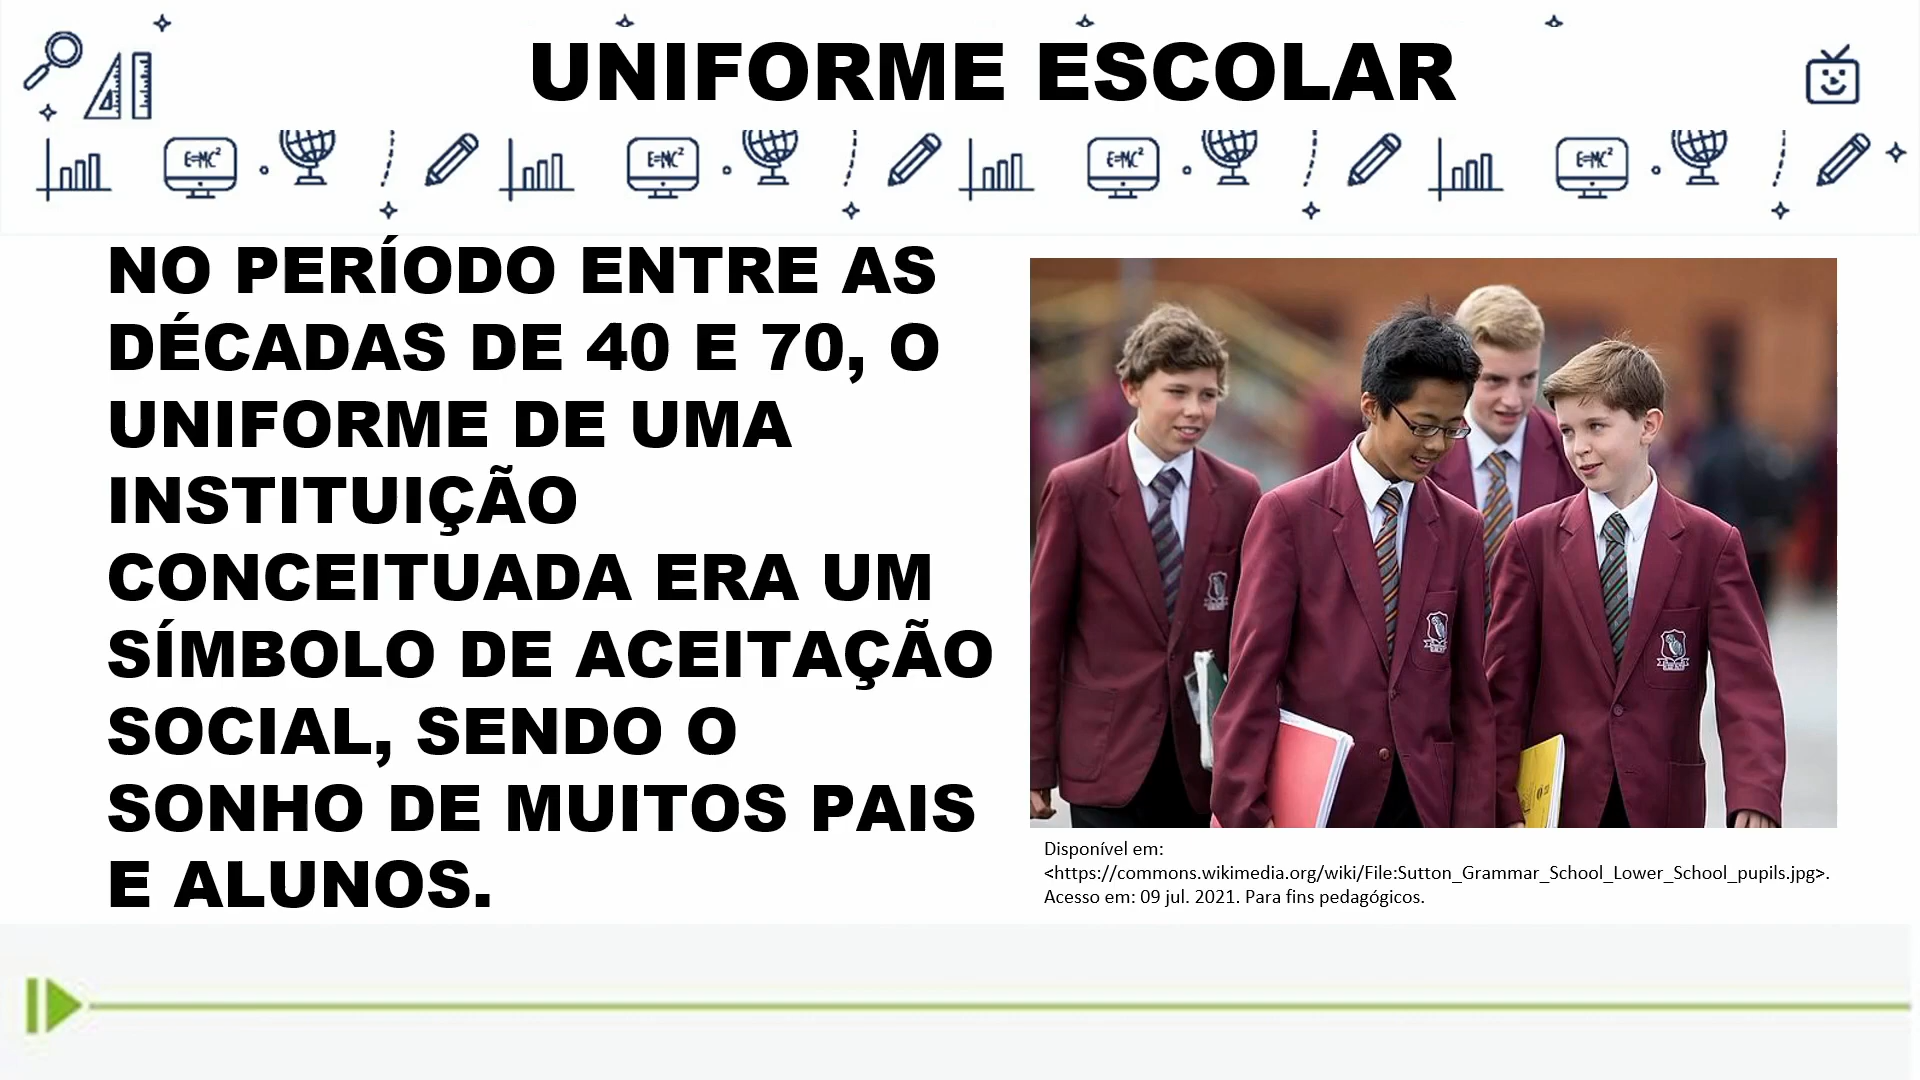 UNIFORME ESCOLAR
E=MC² E=MC² E=MC² E=MC²
NO PERÍODO ENTRE AS
DÉCADAS DE 40 E 70, O
UNIFORME DE UMA
INSTITUIÇÃO
CONCEITUADA ERA UM
SÍMBOLO DE ACEITAÇÃO
SOCIAL, SENDO O
SONHO DE MUITOS PAIS
E ALUNOS.
Disponível em:
<https://commons.wikimedia.org/wiki/File:Sutton_Grammar_School_Lower_School_pupils.jpg>.
Acesso em: 09 jul. 2021. Para fins pedagógicos.